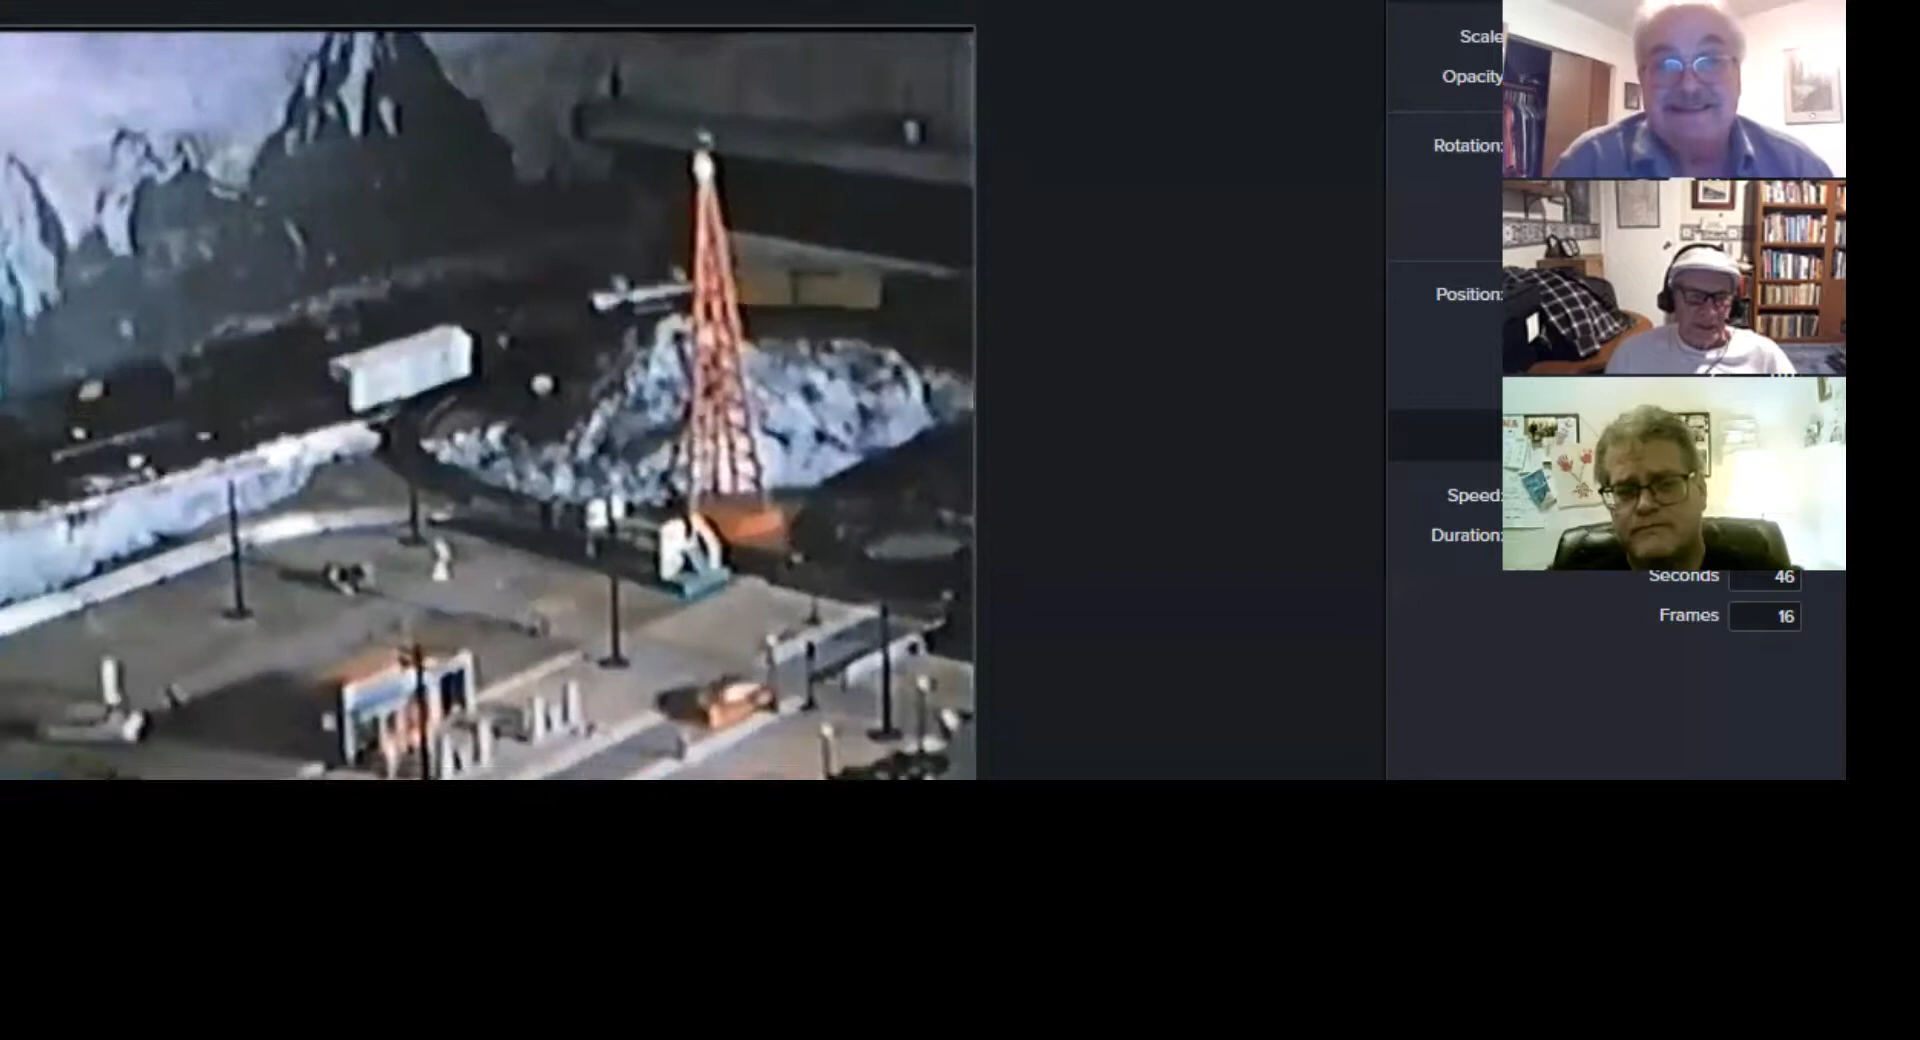 Scale
Opacity
Rotation:
Position:
Speed:
Duration:
Seconds 46
Frames 16